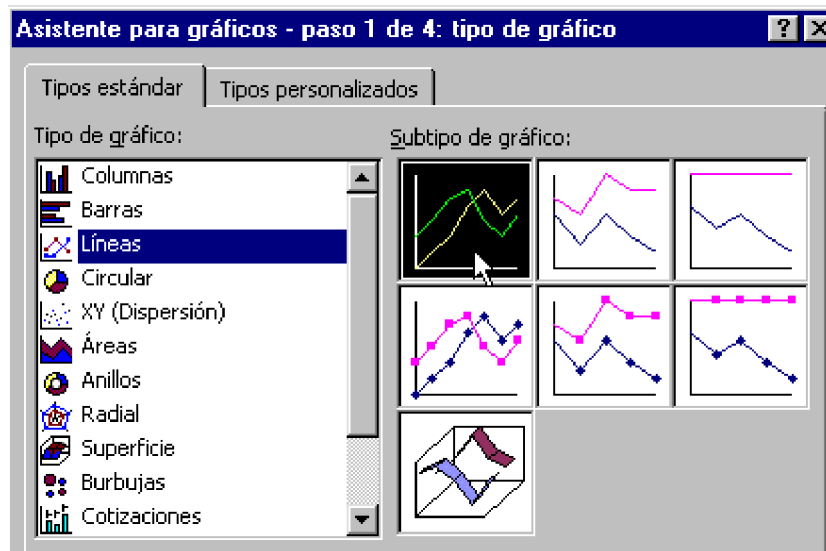 Asistente para gráficos - paso 1 de 4: tipo de gráfico
Tipos estándar
Tipos personalizados
Tipo de gráfico:
Subtipo de gráfico:
Columnas
Barras
Líneas
Circular
XY (Dispersión)
Áreas
Anillos
Radial
Superficie
Burbujas
Cotizaciones